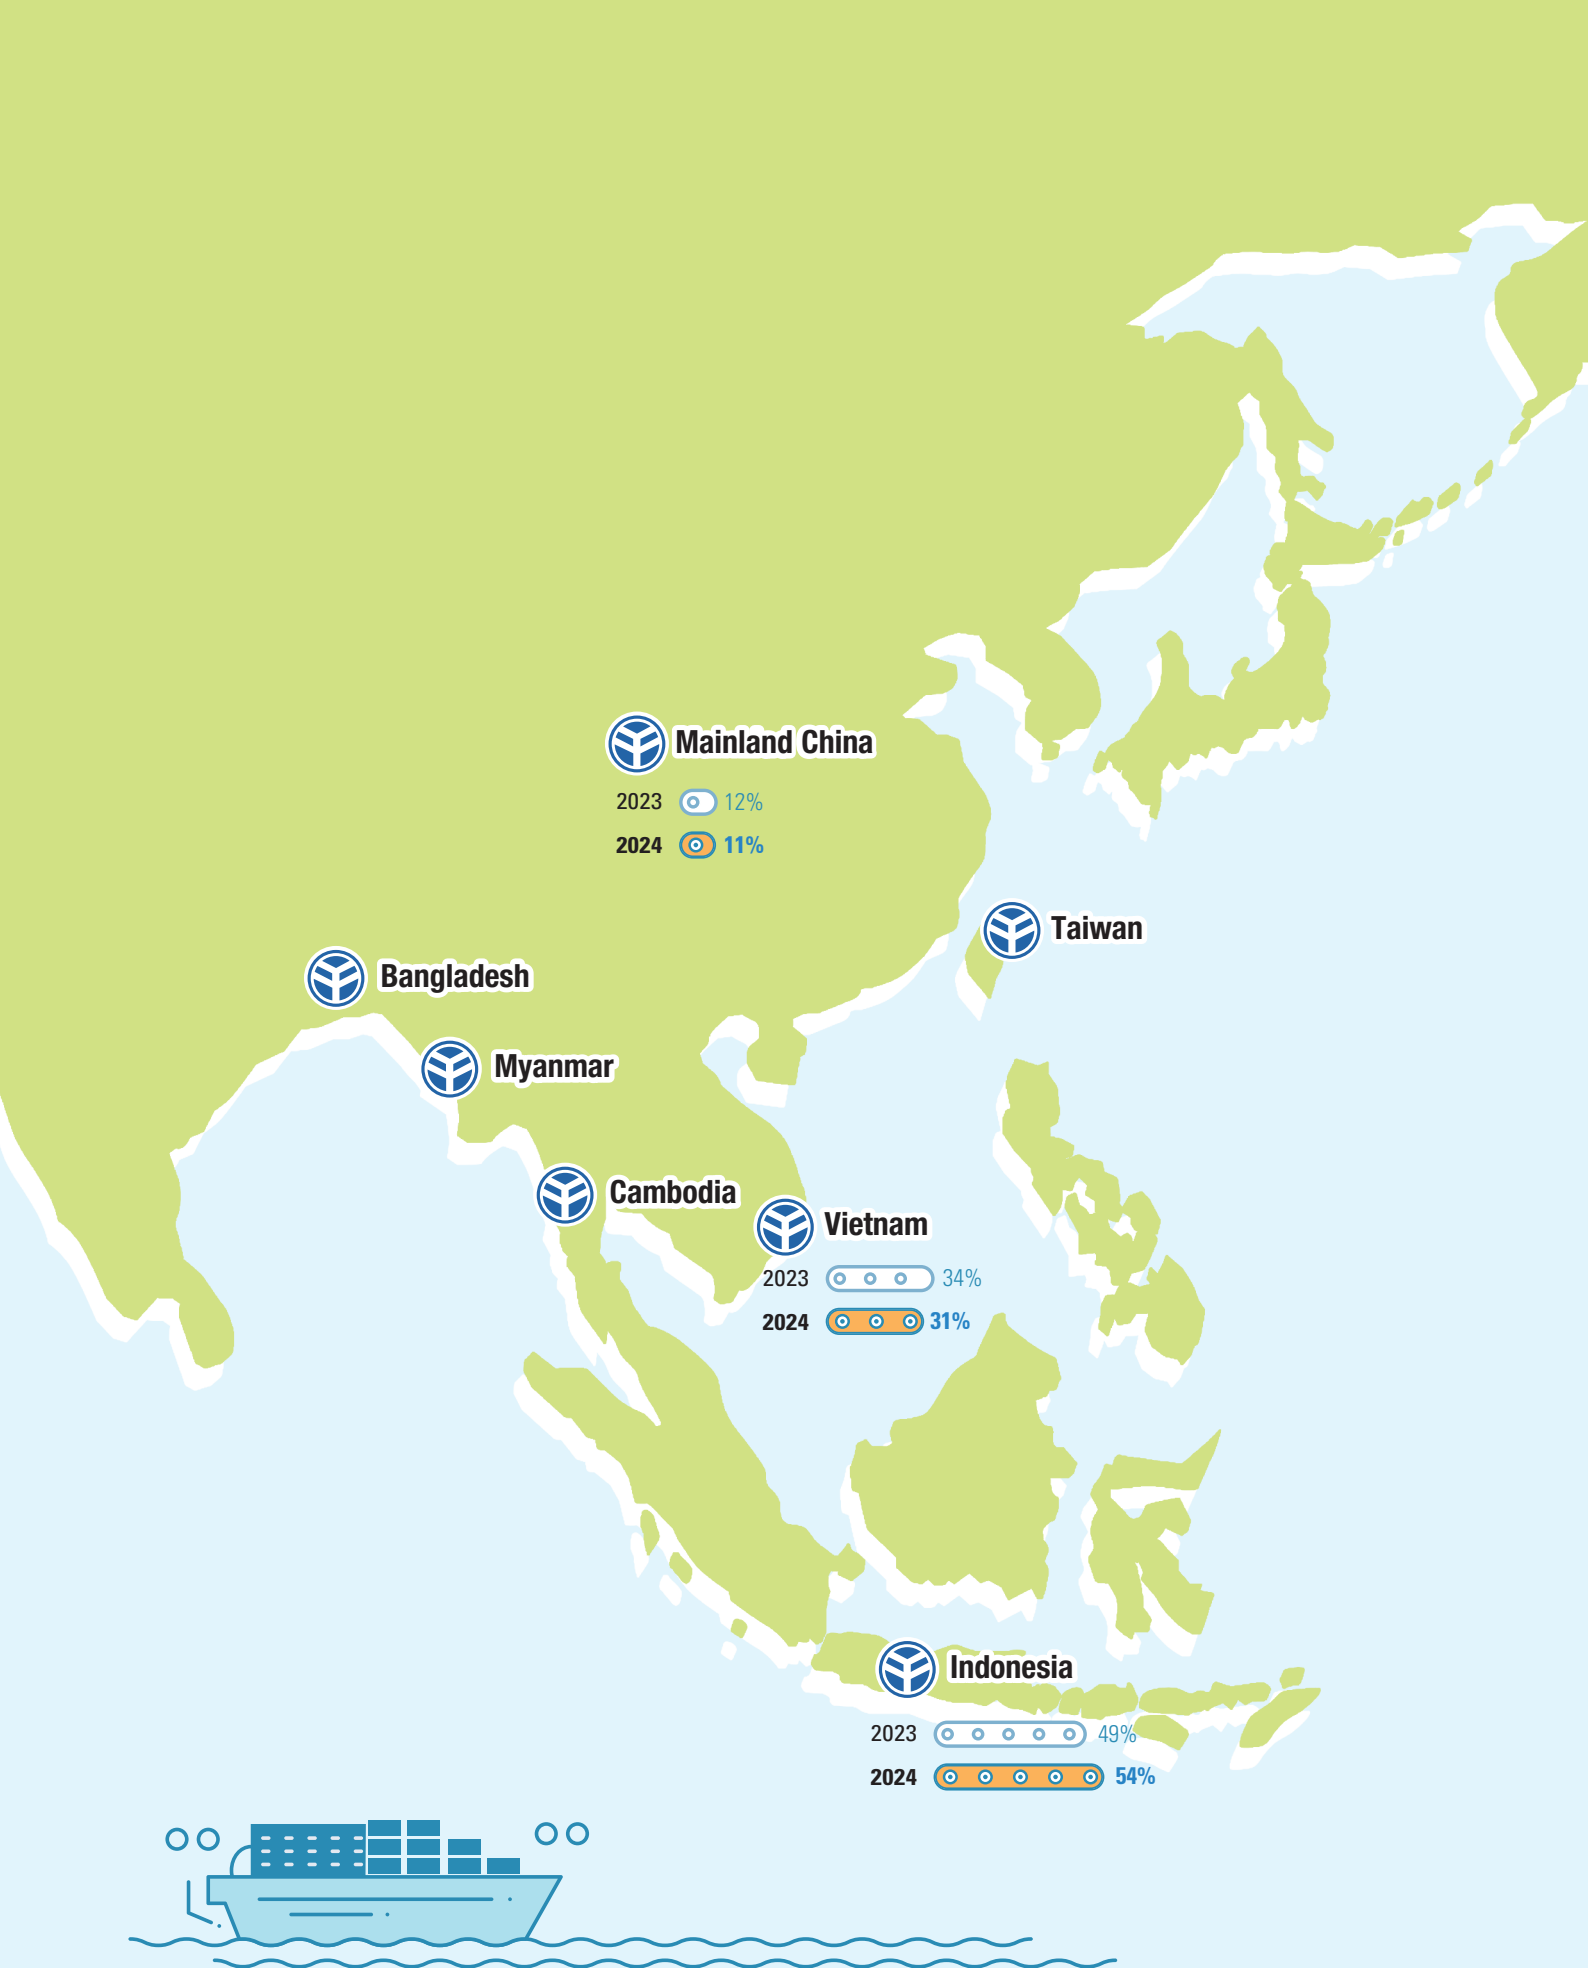 Mainland China
2023 12%
2024 11%
Taiwan
Bangladesh
Myanmar
Cambodia
Vietnam
2023 34%
2024 31%
Indonesia
2023 49%
2024 54%